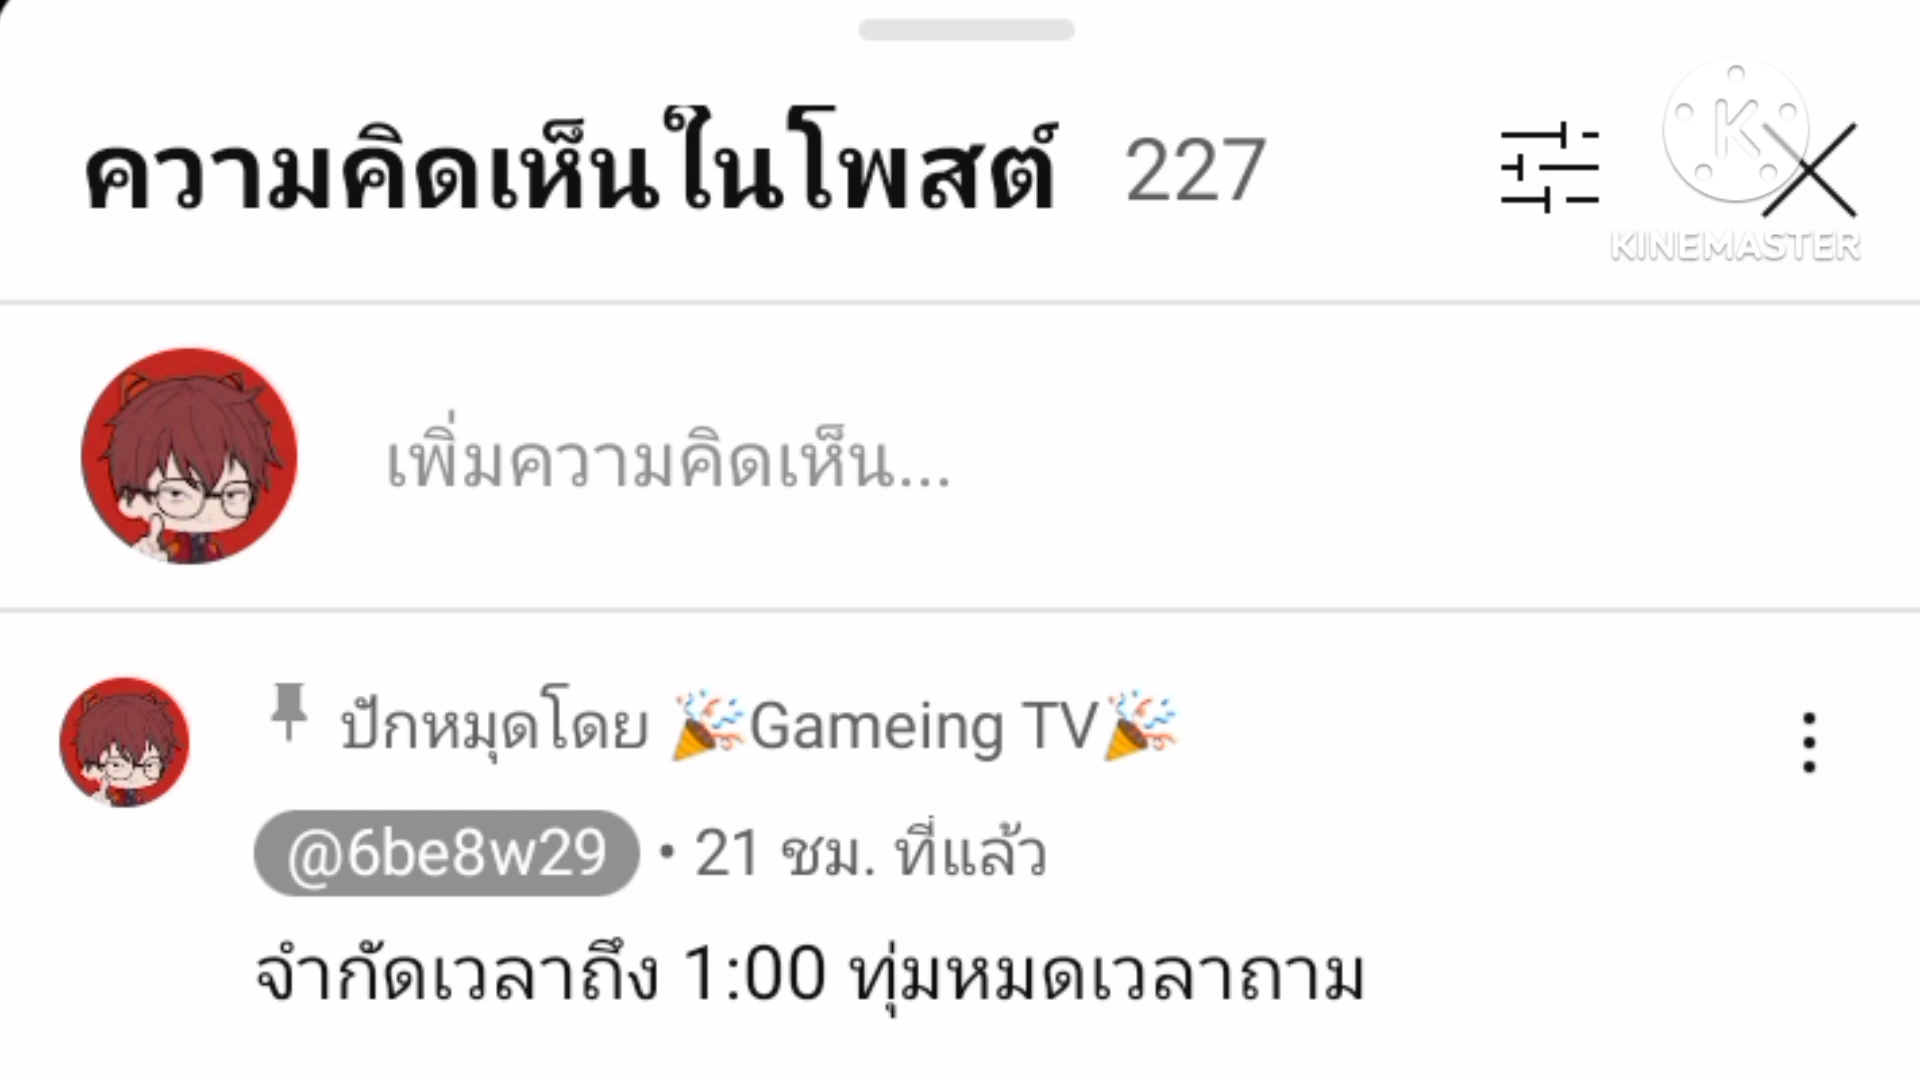 ความคิดเห็นในโพสต์ 227
K
KINEMASTER
เพิ่มความคิดเห็น...
ปักหมุดโดย 🎉Gameing TV🎉
@6be8w29 • 21 ชม. ที่แล้ว
จำกัดเวลาถึง 1:00 ทุ่มหมดเวลาถาม